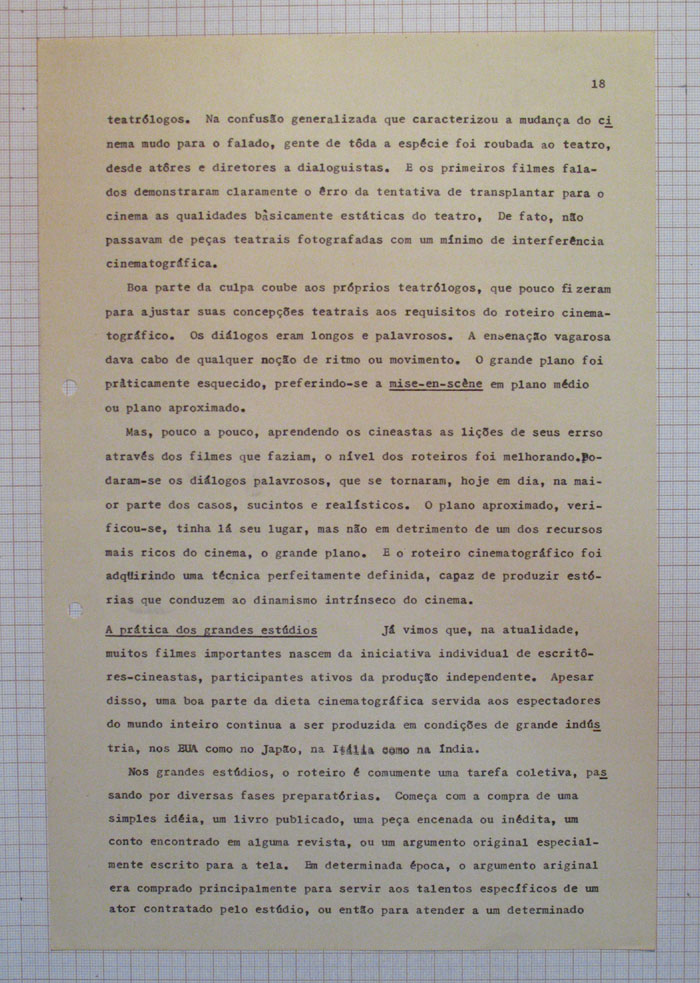 18
teatrólogos. Na confusão generalizada que caracterizou a mudança do ci
nema mudo para o falado, gente de tôda a espécie foi roubada ao teatro,
desde atôres e diretores a dialoguistas. E os primeiros filmes fala-
dos demonstraram claramente o êrro da tentativa de transplantar para o
cinema as qualidades bàsicamente estáticas do teatro, De fato, não
passavam de peças teatrais fotografadas com um mínimo de interferência
cinematográfica.
Boa parte da culpa coube aos próprios teatrólogos, que pouco fizeram
para ajustar suas concepções teatrais aos requisitos do roteiro cinema-
tográfico. Os diálogos eram longos e palavrosos. A encenação vagarosa
dava cabo de qualquer noção de ritmo ou movimento. O grande plano foi
pràticamente esquecido, preferindo-se a mise-en-scène em plano médio
ou plano aproximado.
Mas, pouco a pouco, aprendendo os cineastas as lições de seus errso
através dos filmes que faziam, o nível dos roteiros foi melhorando.Po-
daram-se os diálogos palavrosos, que se tornaram, hoje em dia, na mai-
or parte dos casos, sucintos e realísticos. O plano aproximado, veri-
ficou-se, tinha lá seu lugar, mas não em detrimento de um dos recursos
mais ricos do cinema, o grande plano. E o roteiro cinematográfico foi
adqüirindo uma técnica perfeitamente definida, capaz de produzir estó-
rias que conduzem ao dinamismo intrínseco do cinema.
A prática dos grandes estúdios Já vimos que, na atualidade,
muitos filmes importantes nascem da iniciativa individual de escritô-
res-cineastas, participantes ativos da produção independente. Apesar
disso, uma boa parte da dieta cinematográfica servida aos espectadores
do mundo inteiro continua a ser produzida em condições de grande indús
tria, nos EUA como no Japão, na Itália como na Índia.
Nos grandes estúdios, o roteiro é comumente uma tarefa coletiva, pas
sando por diversas fases preparatórias. Começa com a compra de uma
simples idéia, um livro publicado, uma peça encenada ou inédita, um
conto encontrado em alguma revista, ou um argumento original especial-
mente escrito para a tela. Em determinada época, o argumento ariginal
era comprado principalmente para servir aos talentos específicos de um
ator contratado pelo estúdio, ou então para atender a um determinado